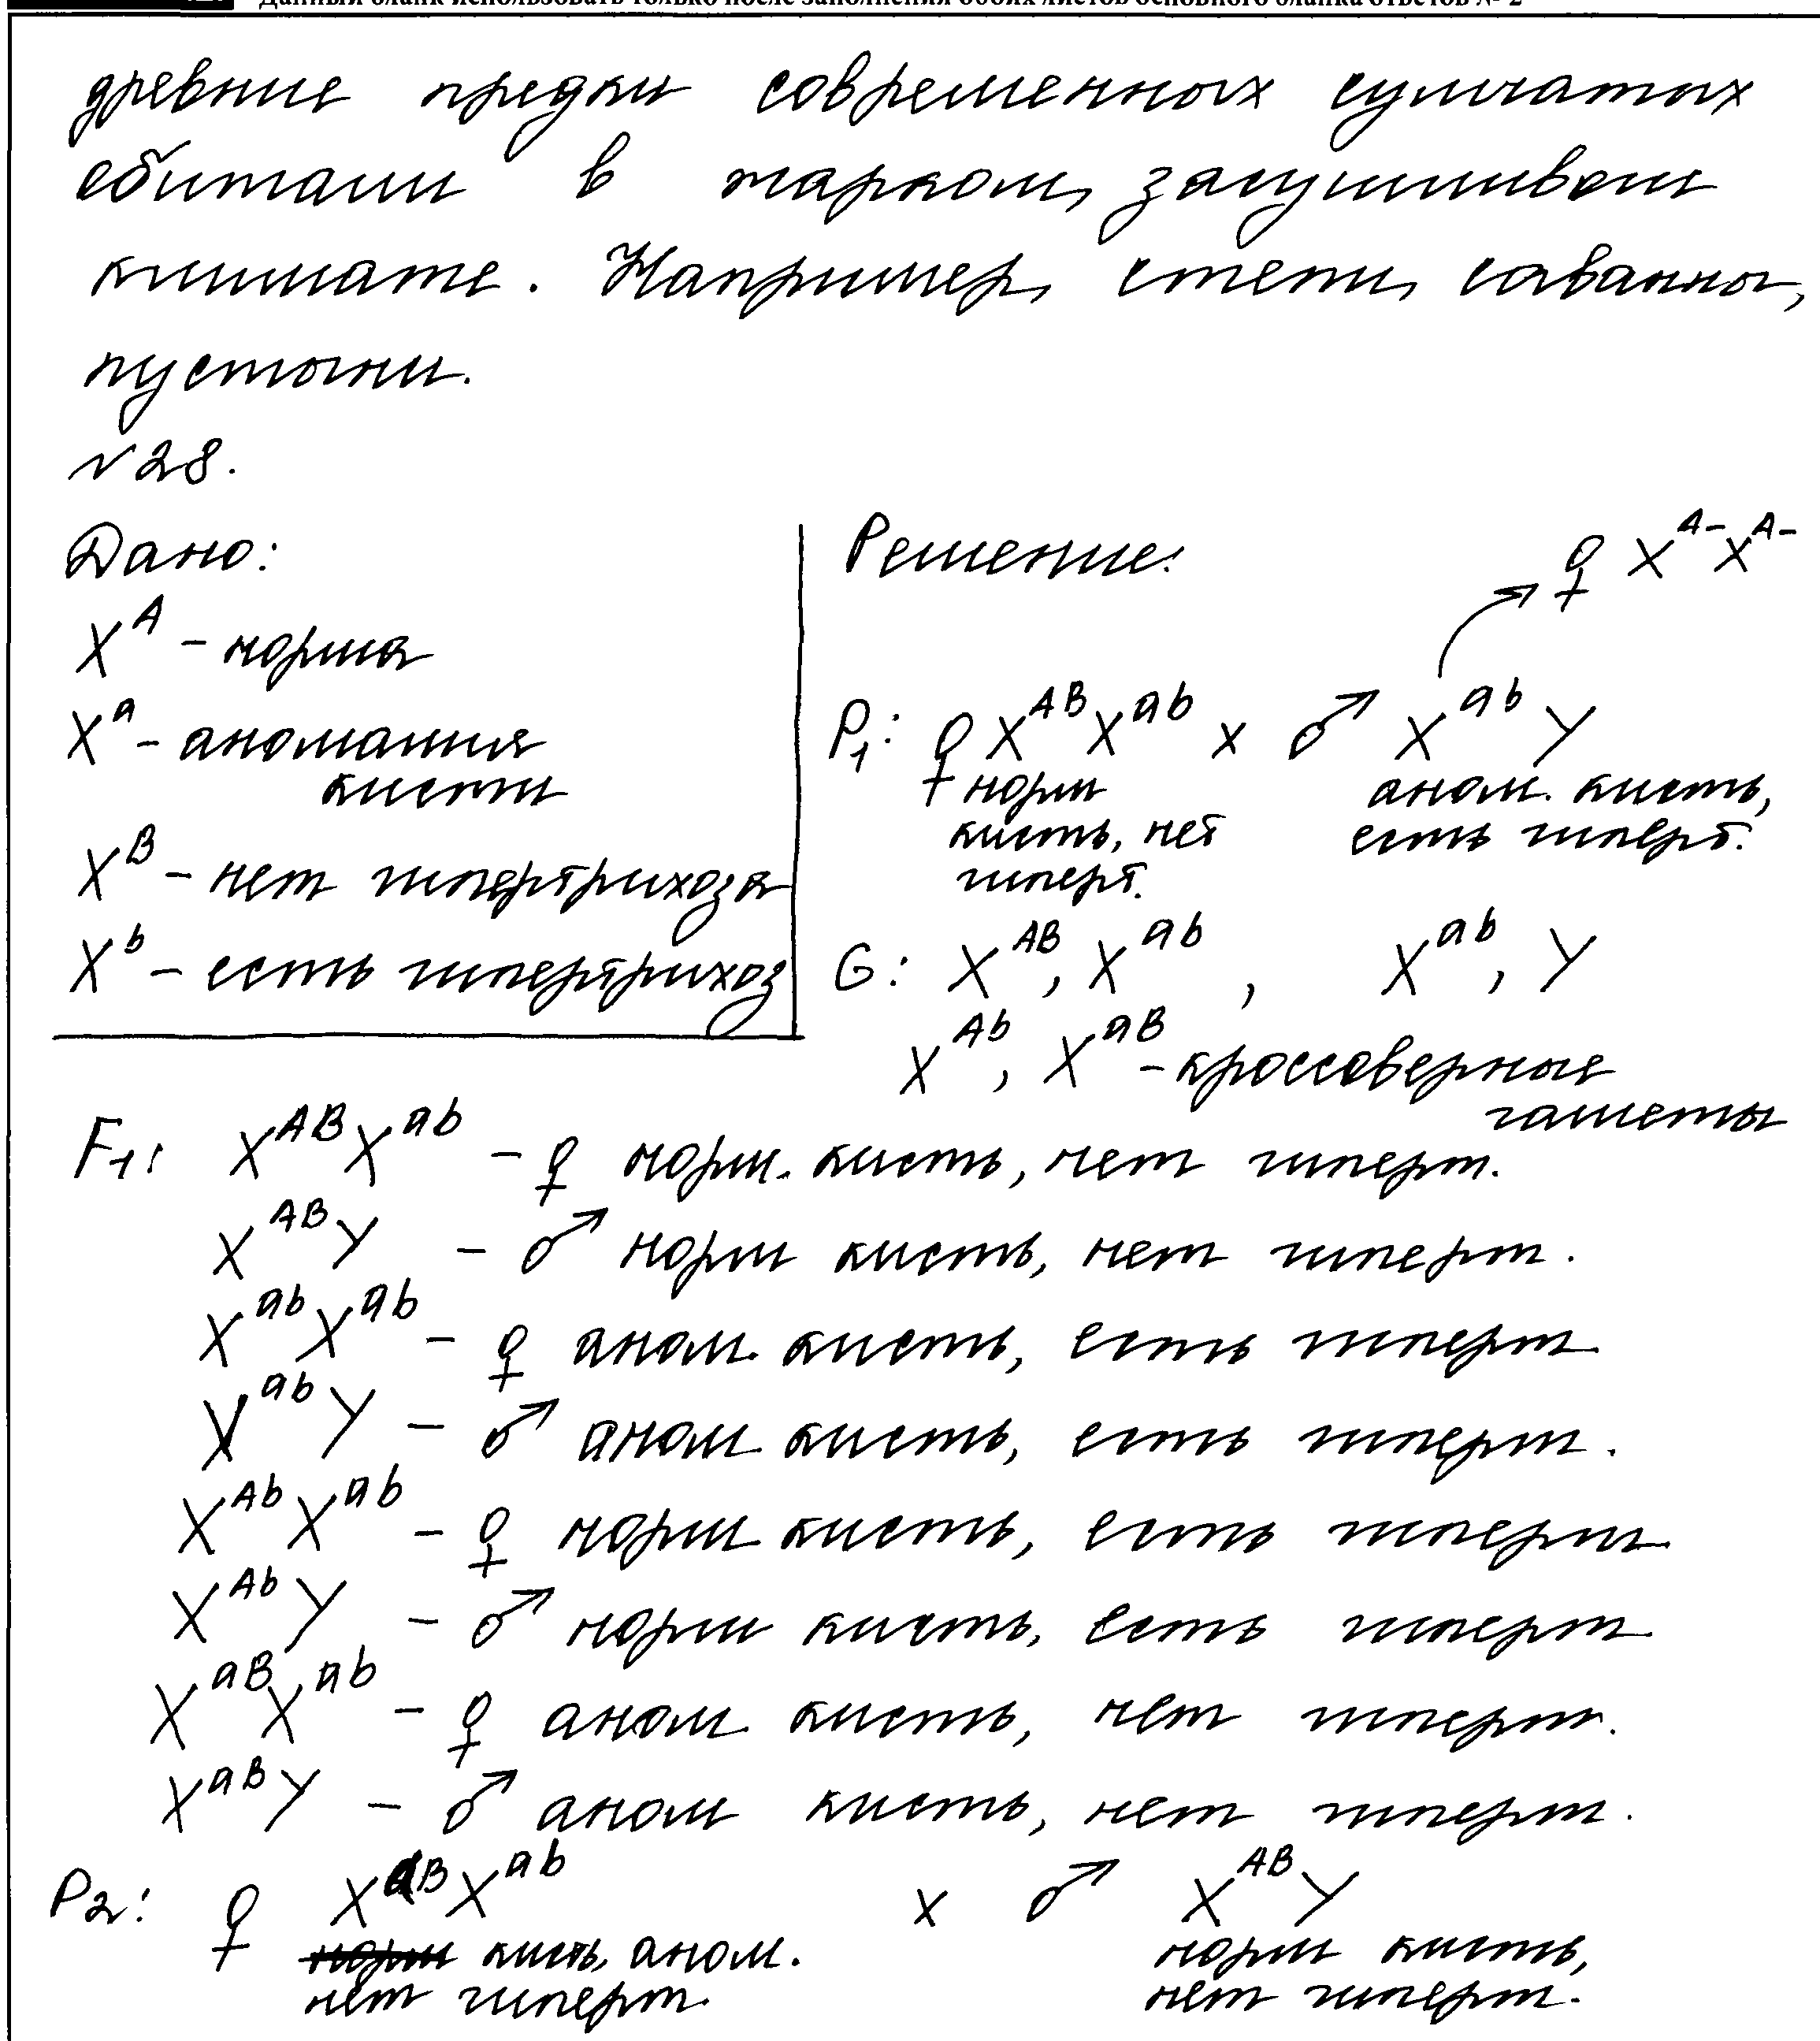 Данный бланк использовать только после заполнения обоих листов основного бланка ответов № 2
древние предки современных сумчатых
обитали в жарком, засушливом
климате. Например, степи, саванны,
пустыни.
№28.
Дано:
X^A - норма
X^a - аномалия
кисти
X^B - нет гипертрихоза
X^b - есть гипертрихоз
Решение:
♀ X^A- X^A-
P1: ♀ X^AB X^ab x ♂ X^ab Y
норм аном. кисть,
кисть, нет есть гиперт.
гиперт.
G: X^AB, X^ab, X^ab, Y
X^Ab, X^aB - кроссоверные
гаметы
F1: X^AB X^ab - ♀ норм. кисть, нет гиперт.
X^AB Y - ♂ норм кисть, нет гиперт.
X^ab X^ab - ♀ аном. кисть, есть гиперт
X^ab Y - ♂ аном кисть, есть гиперт.
X^Ab X^ab - ♀ норм кисть, есть гиперт
X^Ab Y - ♂ норм кисть, есть гиперт
X^aB X^ab - ♀ аном кисть, нет гиперт.
X^aB Y - ♂ аном кисть, нет гиперт.
P2: ♀ X^aB X^ab x ♂ X^AB Y
норм кисть, аном. норм кисть,
нет гиперт. нет гиперт.